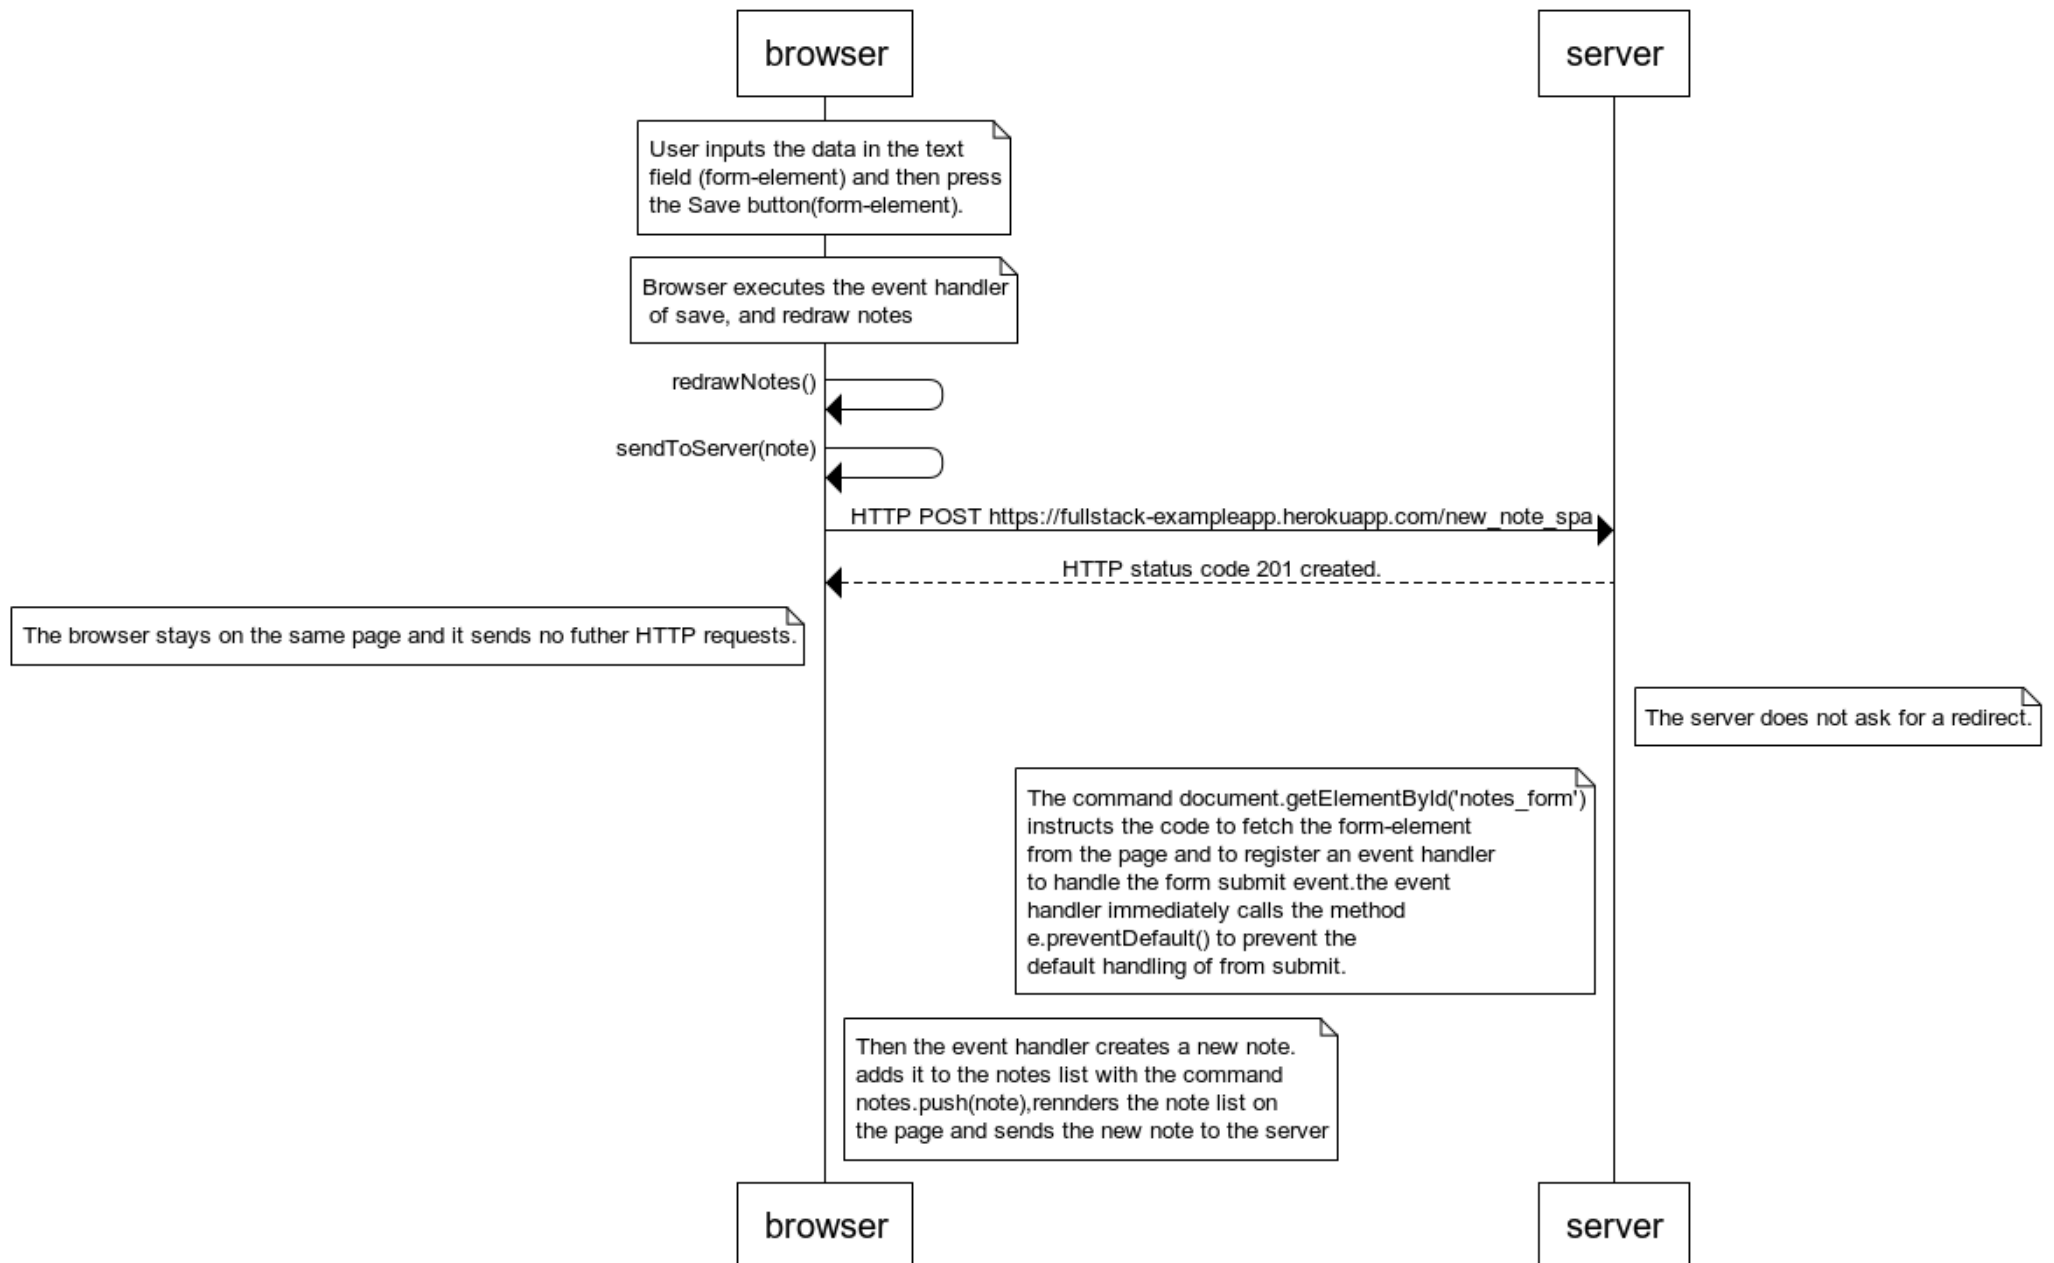 browser
server
User inputs the data in the text
field (form-element) and then press
the Save button(form-element).
Browser executes the event handler
of save, and redraw notes
redrawNotes()
sendToServer(note)
HTTP POST https://fullstack-exampleapp.herokuapp.com/new_note_spa
HTTP status code 201 created.
The browser stays on the same page and it sends no futher HTTP requests.
The server does not ask for a redirect.
The command document.getElementById('notes_form')
instructs the code to fetch the form-element
from the page and to register an event handler
to handle the form submit event.the event
handler immediately calls the method
e.preventDefault() to prevent the
default handling of from submit.
Then the event handler creates a new note.
adds it to the notes list with the command
notes.push(note),rennders the note list on
the page and sends the new note to the server
browser
server